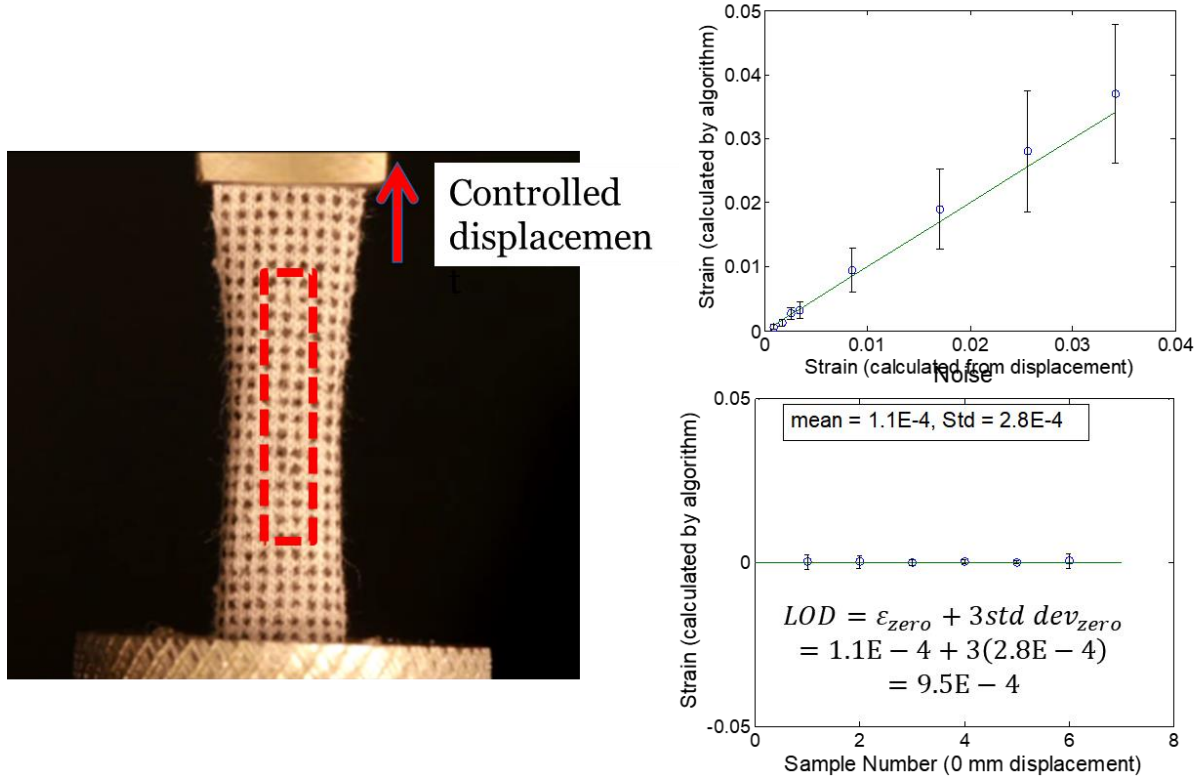 Controlled
displacemen
t
0.05
0.04
0.03
0.02
0.01
0
Strain (calculated by algorithm)
0 0.01 0.02 0.03 0.04
Strain (calculated from displacement)
Noise
0.05
0
-0.05
Strain (calculated by algorithm)
mean = 1.1E-4, Std = 2.8E-4
LOD = ε_zero + 3std dev_zero
= 1.1E − 4 + 3(2.8E − 4)
= 9.5E − 4
0 2 4 6 8
Sample Number (0 mm displacement)